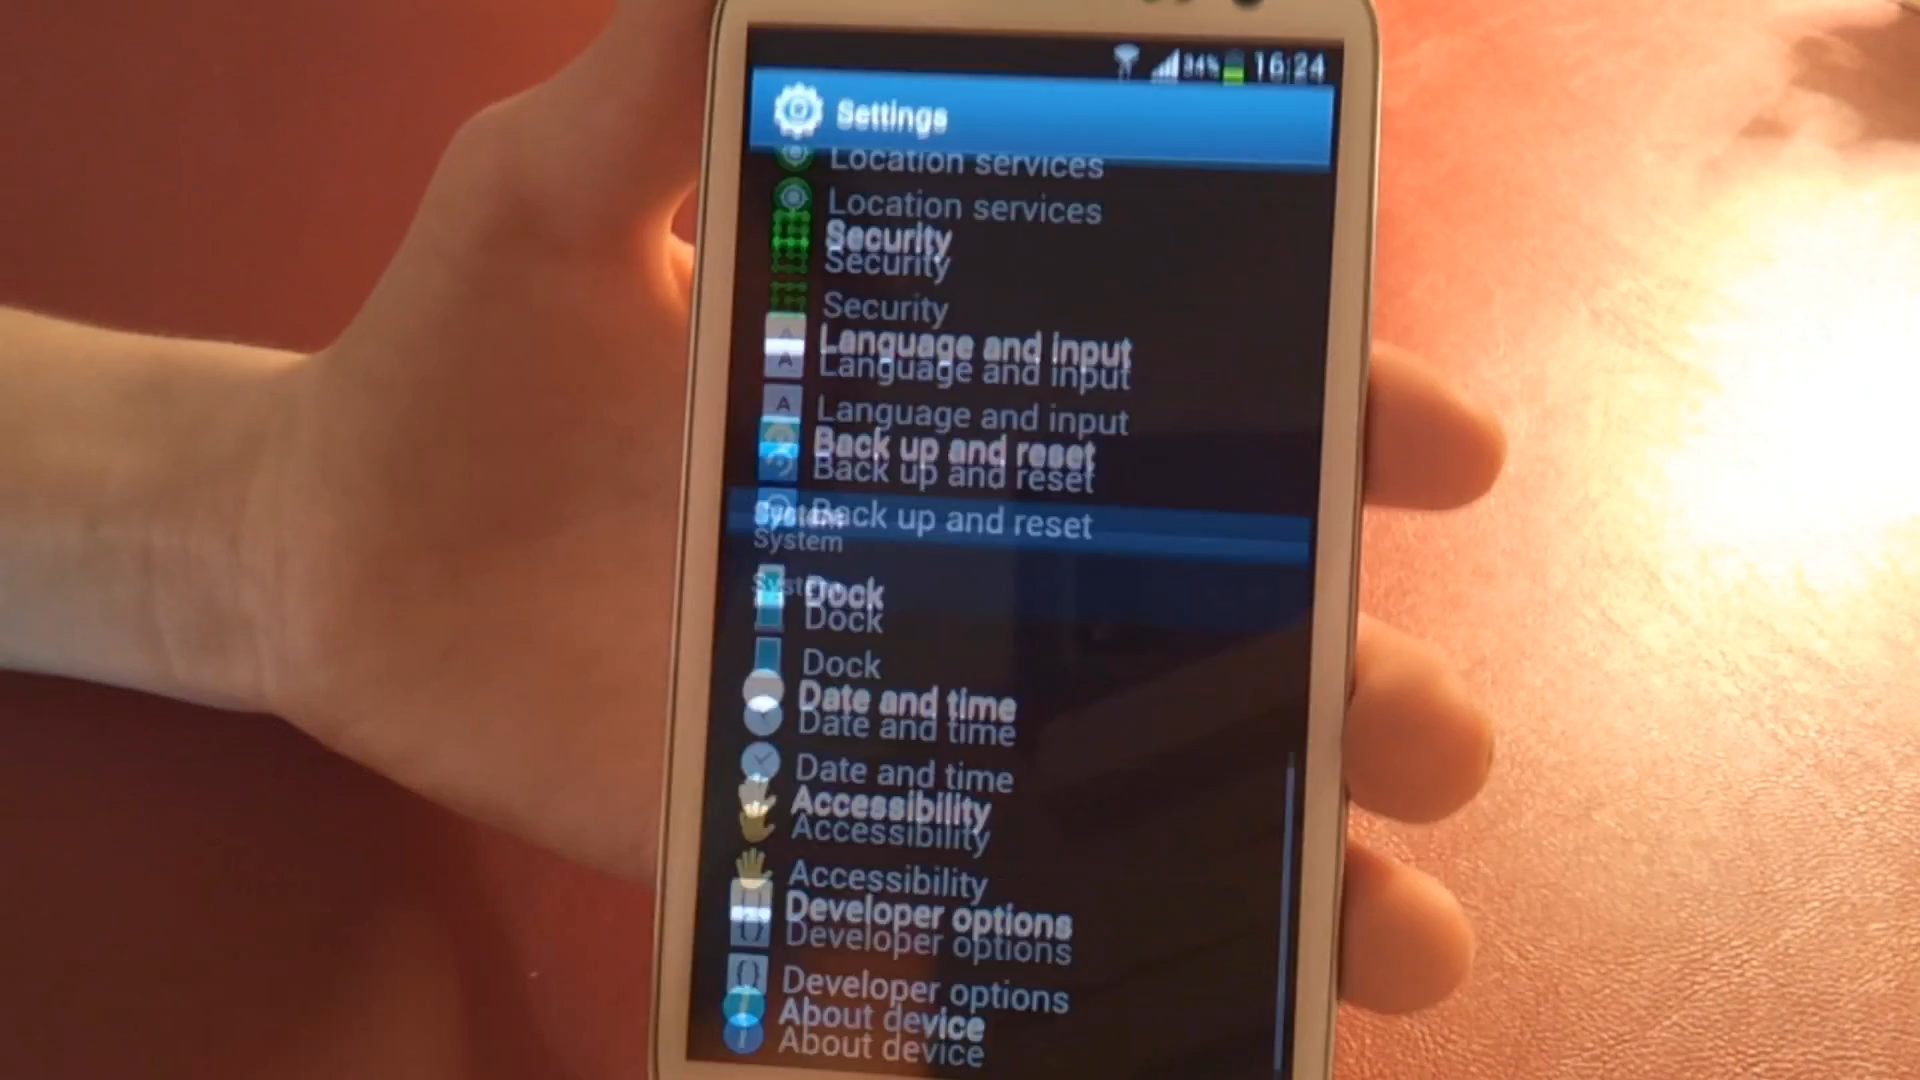 34% 16:24
Settings
Location services
Location services
Security
Security
Security
Language and input
Language and input
Language and input
Back up and reset
Back up and reset
Back up and reset
System
System
System
Dock
Dock
Dock
Date and time
Date and time
Date and time
Accessibility
Accessibility
Accessibility
Developer options
Developer options
Developer options
About device
About device